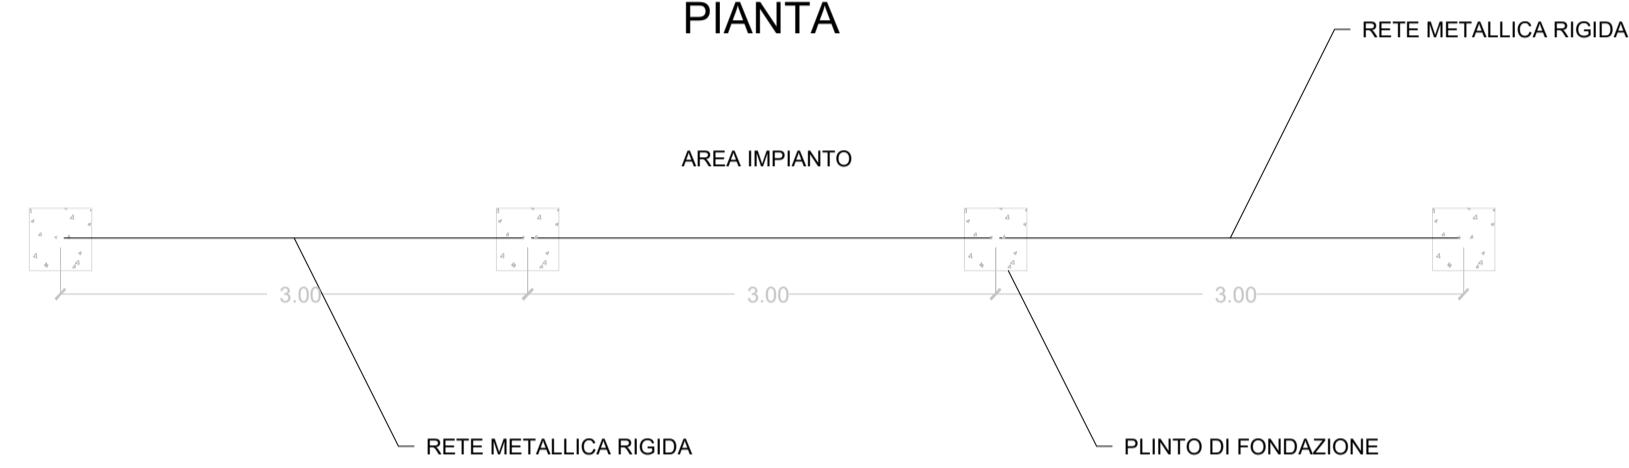 PIANTA
RETE METALLICA RIGIDA
AREA IMPIANTO
3.00
3.00
3.00
RETE METALLICA RIGIDA
PLINTO DI FONDAZIONE